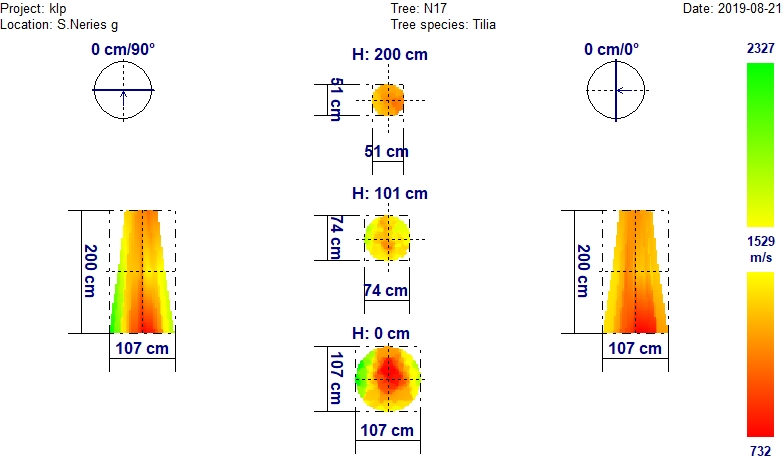 Project: klp
Tree: N17
Date: 2019-08-21
Location: S.Neries g
Tree species: Tilia
0 cm/90°
H: 200 cm
0 cm/0°
2327
51 cm
51 cm
H: 101 cm
74 cm
74 cm
200 cm
107 cm
200 cm
107 cm
1529
m/s
H: 0 cm
107 cm
107 cm
732